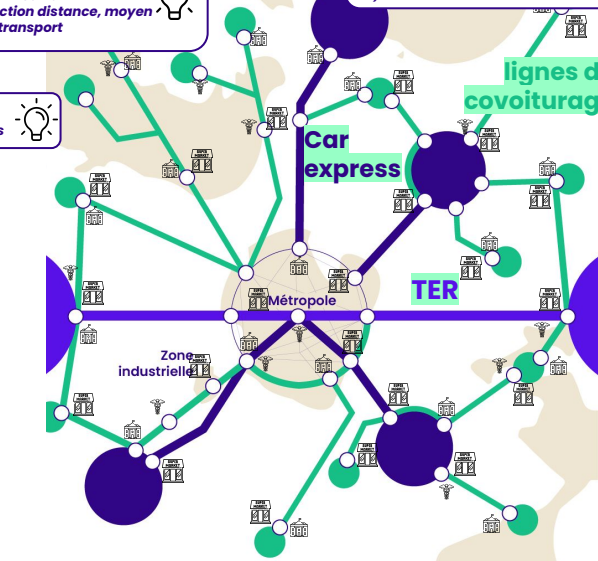 ction distance, moyen
transport
s
lignes d
covoiturag
Car
express
TER
Métropole
Zone
industrielle